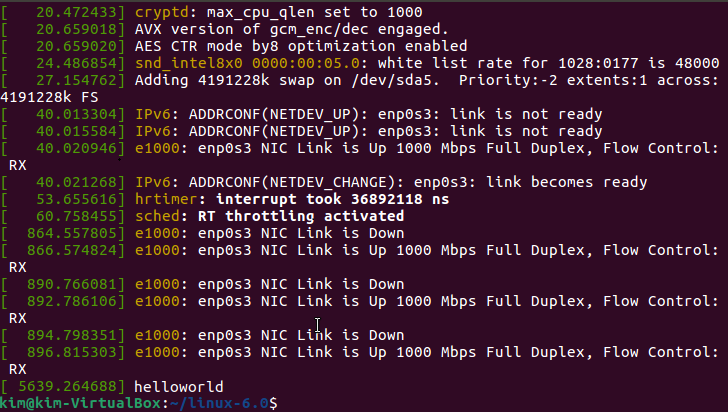 [   20.472433] cryptd: max_cpu_qlen set to 1000
[   20.659018] AVX version of gcm_enc/dec engaged.
[   20.659020] AES CTR mode by8 optimization enabled
[   24.486854] snd_intel8x0 0000:00:05.0: white list rate for 1028:0177 is 48000
[   27.154762] Adding 4191228k swap on /dev/sda5.  Priority:-2 extents:1 across:
4191228k FS
[   40.013304] IPv6: ADDRCONF(NETDEV_UP): enp0s3: link is not ready
[   40.015584] IPv6: ADDRCONF(NETDEV_UP): enp0s3: link is not ready
[   40.020946] e1000: enp0s3 NIC Link is Up 1000 Mbps Full Duplex, Flow Control:
 RX
[   40.021268] IPv6: ADDRCONF(NETDEV_CHANGE): enp0s3: link becomes ready
[   53.655616] hrtimer: interrupt took 36892118 ns
[   60.758455] sched: RT throttling activated
[  864.557805] e1000: enp0s3 NIC Link is Down
[  866.574824] e1000: enp0s3 NIC Link is Up 1000 Mbps Full Duplex, Flow Control:
 RX
[  890.766081] e1000: enp0s3 NIC Link is Down
[  892.786106] e1000: enp0s3 NIC Link is Up 1000 Mbps Full Duplex, Flow Control:
 RX
[  894.798351] e1000: enp0s3 NIC Link is Down
[  896.815303] e1000: enp0s3 NIC Link is Up 1000 Mbps Full Duplex, Flow Control:
 RX
[ 5639.264688] helloworld
kim@kim-VirtualBox:~/linux-6.0$